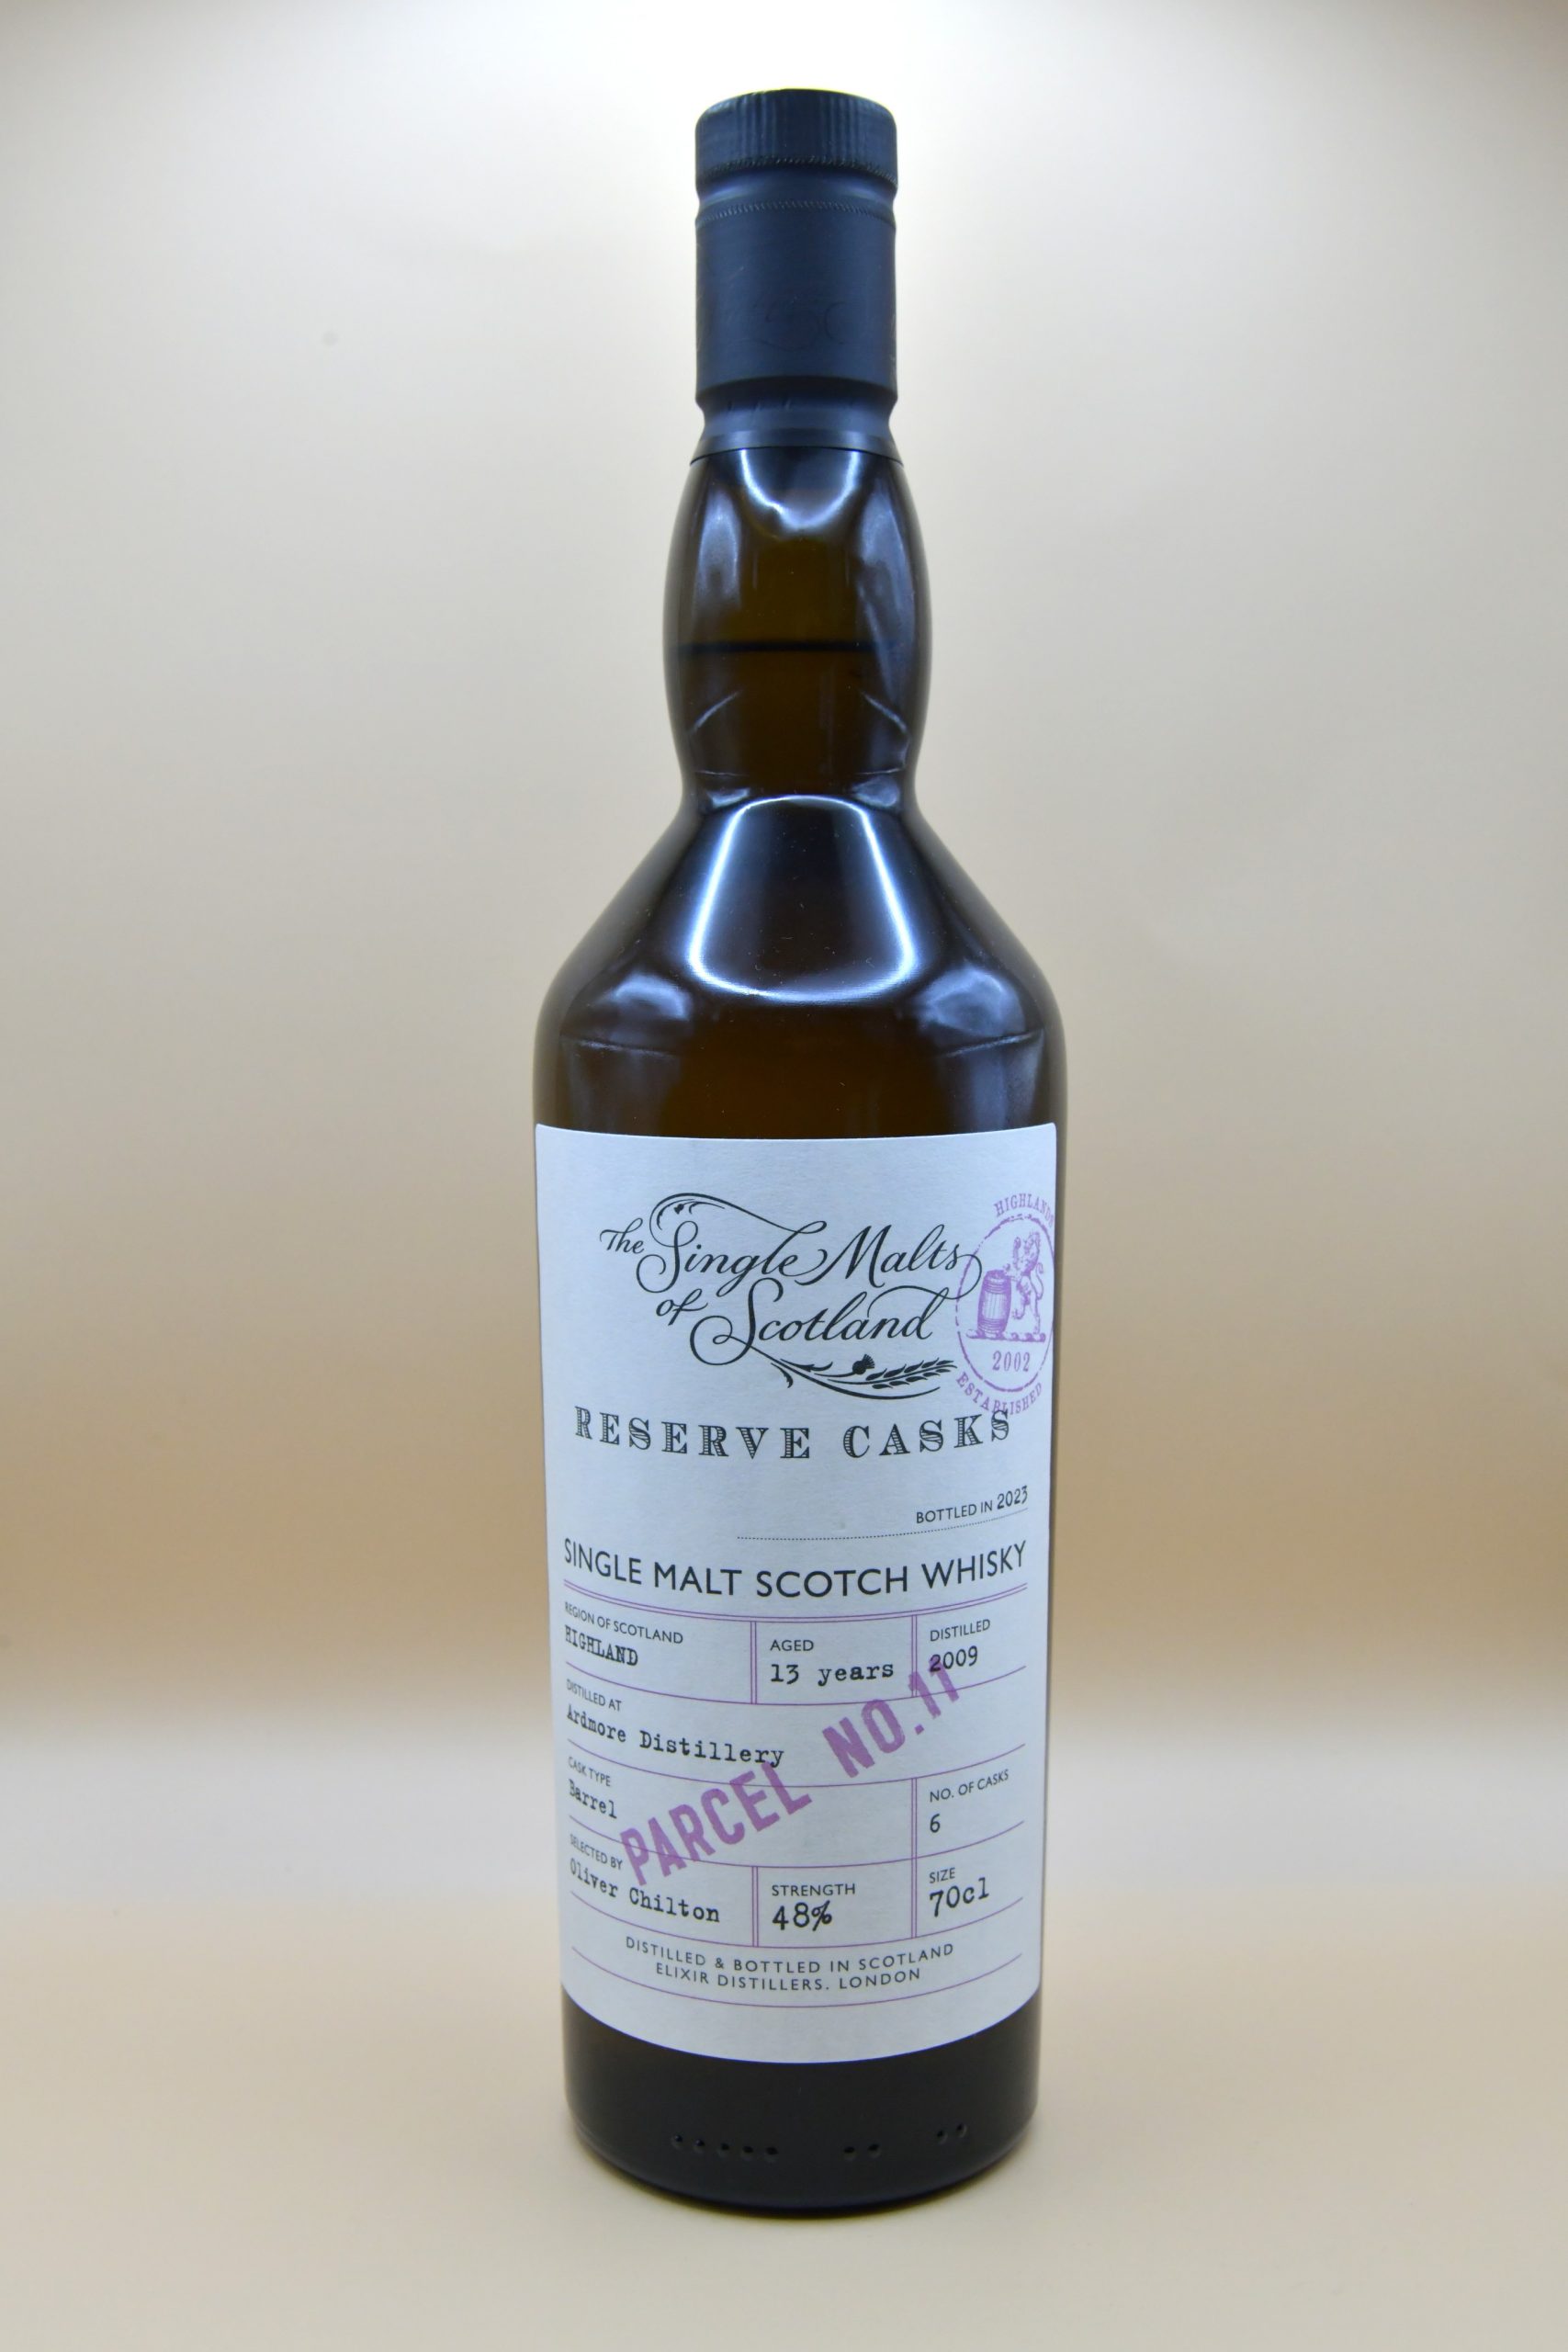 The Single Malts
of Scotland
HIGHLANDS
2002
ESTABLISHED
RESERVE CASKS
BOTTLED IN 2023
SINGLE MALT SCOTCH WHISKY
REGION OF SCOTLAND
HIGHLAND
AGED
13 years
DISTILLED
2009
DISTILLED AT
Ardmore Distillery
PARCEL NO.11
CASK TYPE
Barrel
NO. OF CASKS
6
SELECTED BY
Oliver Chilton
STRENGTH
48%
SIZE
70cl
DISTILLED & BOTTLED IN SCOTLAND
ELIXIR DISTILLERS. LONDON